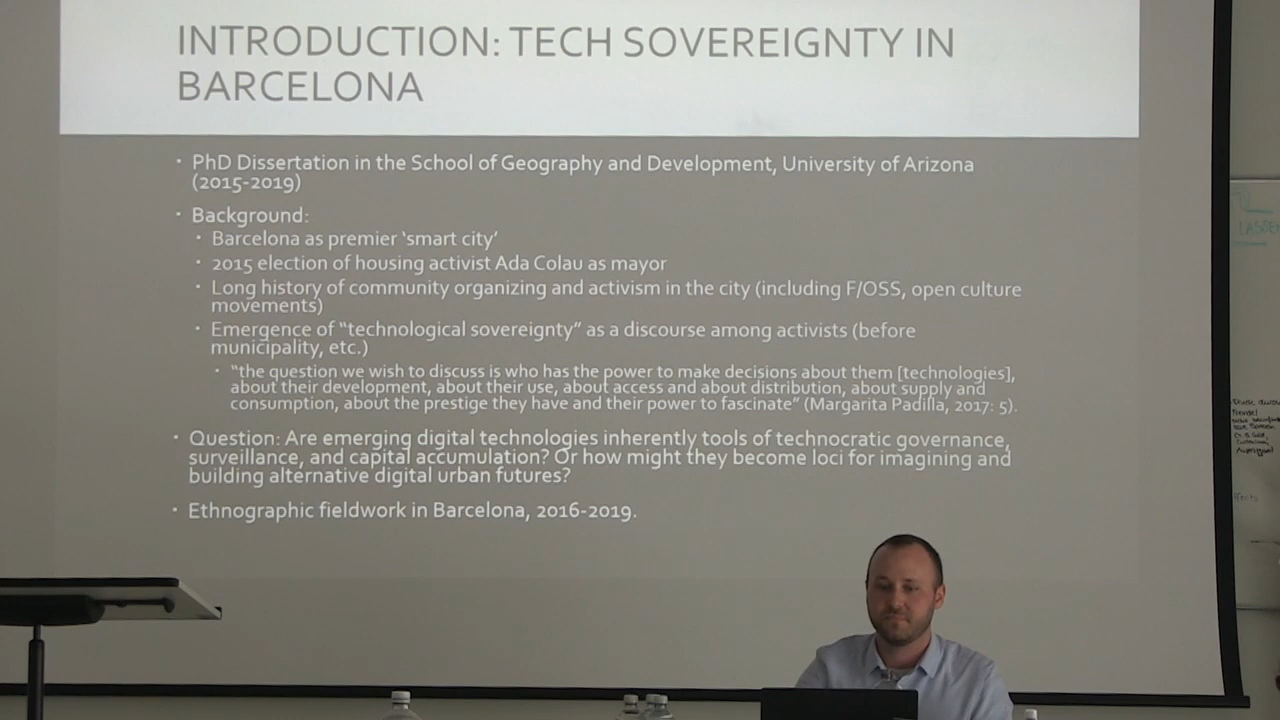 INTRODUCTION: TECH SOVEREIGNTY IN
BARCELONA
• PhD Dissertation in the School of Geography and Development, University of Arizona
(2015-2019)
• Background:
• Barcelona as premier ‘smart city’
• 2015 election of housing activist Ada Colau as mayor
• Long history of community organizing and activism in the city (including F/OSS, open culture
movements)
• Emergence of “technological sovereignty” as a discourse among activists (before
municipality, etc.)
• “the question we wish to discuss is who has the power to make decisions about them [technologies],
about their development, about their use, about access and about distribution, about supply and
consumption, about the prestige they have and their power to fascinate” (Margarita Padilla, 2017: 5).
• Question: Are emerging digital technologies inherently tools of technocratic governance,
surveillance, and capital accumulation? Or how might they become loci for imagining and
building alternative digital urban futures?
• Ethnographic fieldwork in Barcelona, 2016-2019.